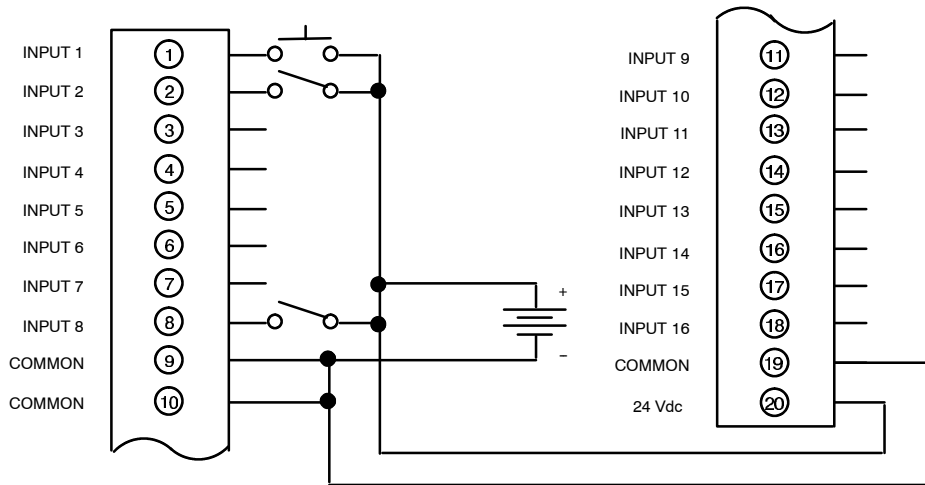 INPUT 1 1
INPUT 2 2
INPUT 3 3
INPUT 4 4
INPUT 5 5
INPUT 6 6
INPUT 7 7
INPUT 8 8
COMMON 9
COMMON 10
+
−
INPUT 9 11
INPUT 10 12
INPUT 11 13
INPUT 12 14
INPUT 13 15
INPUT 14 16
INPUT 15 17
INPUT 16 18
COMMON 19
24 Vdc 20